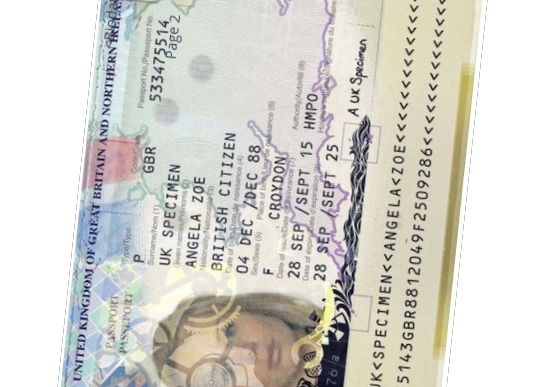 UNITED KINGDOM OF GREAT BRITAIN AND NORTHERN IRELAND
PASSPORT
PASSEPORT
Type/Type
P
GBR
Passport No./Passeport No.
533475514
Page 2
Surname/Nom (1)
UK SPECIMEN
Given names/Prénoms (2)
ANGELA ZOE
Nationality/Nationalité (3)
BRITISH CITIZEN
Date of birth/Date de naissance (4)
04 DEC /DEC 88
Sex/Sexe (5)
Place of birth/Lieu de naissance (6)
F
CROYDON
Date of issue/Date de délivrance (7)
Authority/Autorité (8)
28 SEP /SEPT 15
HMPO
Date of expiry/Date d'expiration (9)
28 SEP /SEPT 25
A UK Specimen
UK<SPECIMEN<<ANGELA<ZOE<<<<<<<<<<
5143GBR8812049F2509286<<<<<<<<